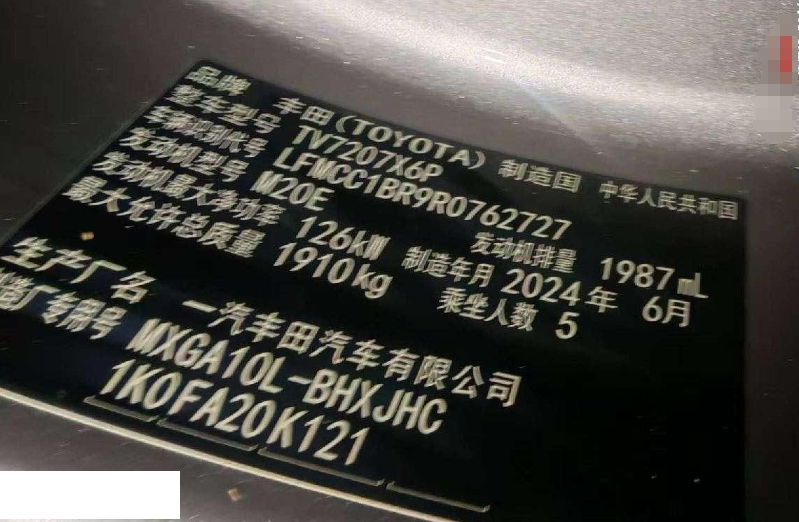 品牌 丰田(TOYOTA) 制造国 中华人民共和国
整车型号 TV7207X6P
车辆识别代号 LFMCC1BR9R0762727
发动机型号 M20E 发动机排量 1987mL
发动机最大净功率 126kW 制造年月 2024年 6月
最大允许总质量 1910kg 乘坐人数 5
生产厂名 一汽丰田汽车有限公司
制造厂专用号 MXGA10L-BHXJHC
1K0FA20K121